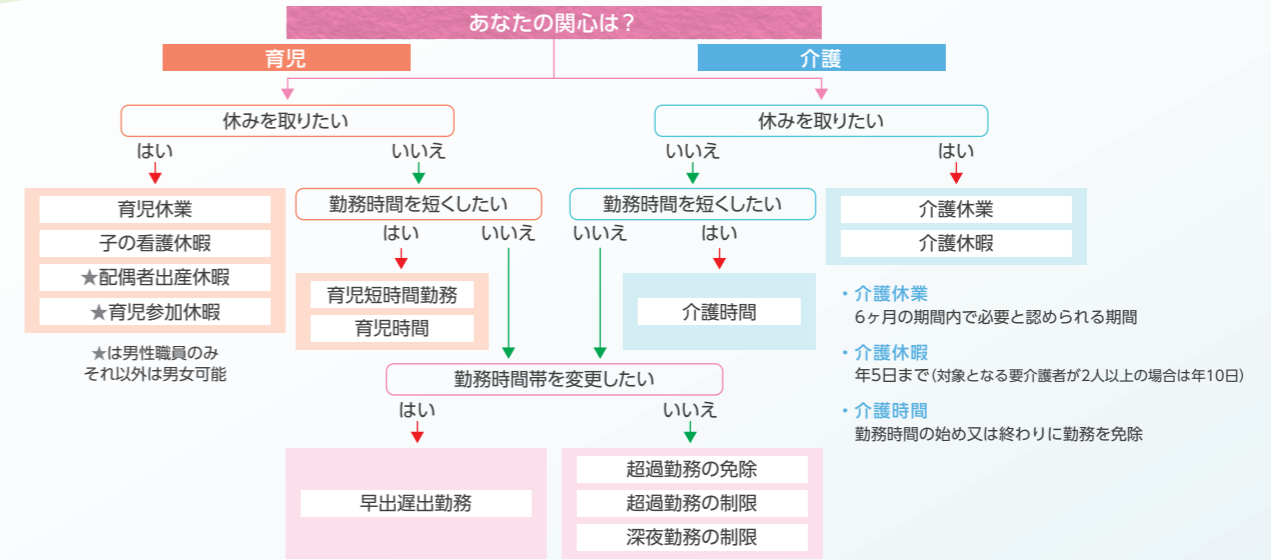 あなたの関心は？
育児
介護
休みを取りたい
休みを取りたい
はい
いいえ
いいえ
はい
育児休業
子の看護休暇
★配偶者出産休暇
★育児参加休暇
★は男性職員のみ
それ以外は男女可能
勤務時間を短くしたい
勤務時間を短くしたい
はい
いいえ
いいえ
はい
育児短時間勤務
育児時間
介護時間
介護休業
介護休暇
・介護休業
6ヶ月の期間内で必要と認められる期間
・介護休暇
年5日まで（対象となる要介護者が2人以上の場合は年10日）
・介護時間
勤務時間の始め又は終わりに勤務を免除
勤務時間帯を変更したい
はい
いいえ
早出遅出勤務
超過勤務の免除
超過勤務の制限
深夜勤務の制限